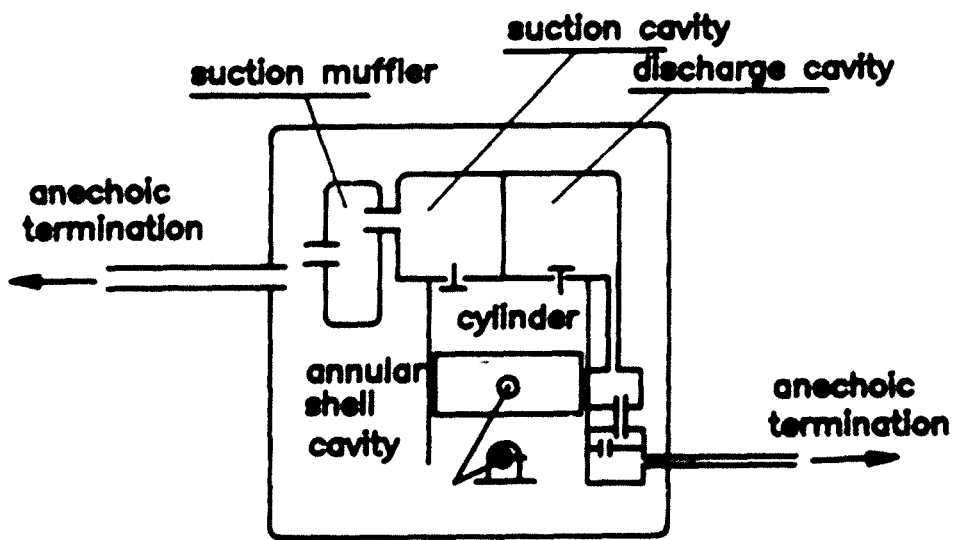 suction cavity
discharge cavity
suction muffler
anechoic
termination
cylinder
annular
shell
cavity
anechoic
termination